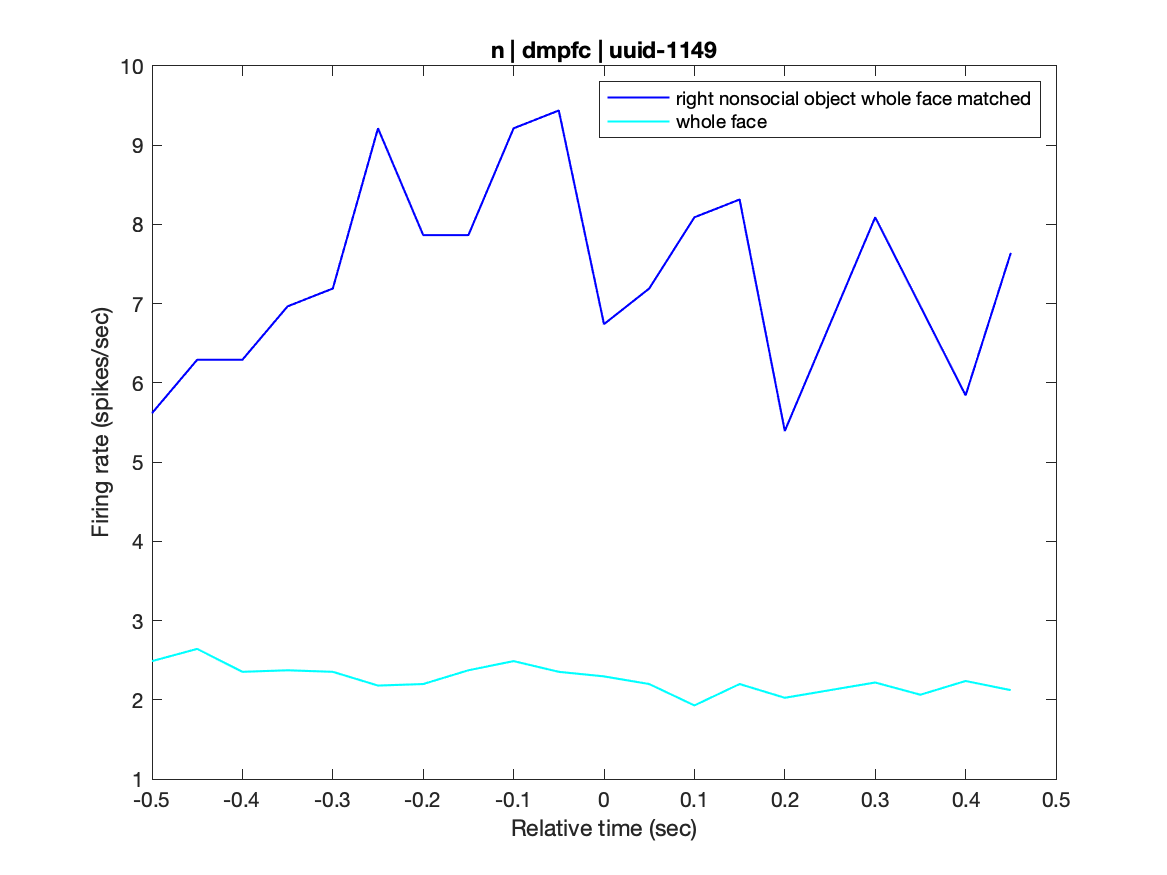 n | dmpfc | uuid-1149
right nonsocial object whole face matched
whole face
10
9
8
7
6
5
4
3
2
1
Firing rate (spikes/sec)
-0.5 -0.4 -0.3 -0.2 -0.1 0 0.1 0.2 0.3 0.4 0.5
Relative time (sec)